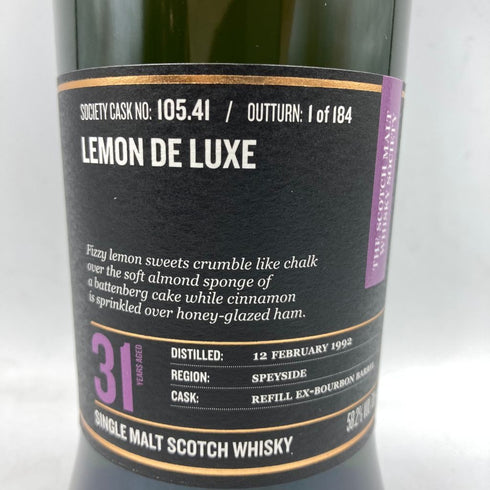 SOCIETY CASK NO: 105.41 / OUTTURN: 1 of 184
LEMON DE LUXE
THE SCOTCH MALT
WHISKY SOCIETY
Fizzy lemon sweets crumble like chalk
over the soft almond sponge of
a battenberg cake while cinnamon
is sprinkled over honey-glazed ham.
31
YEARS AGED
DISTILLED: 12 FEBRUARY 1992
REGION: SPEYSIDE
CASK: REFILL EX-BOURBON BARREL
58.2%
SINGLE MALT SCOTCH WHISKY